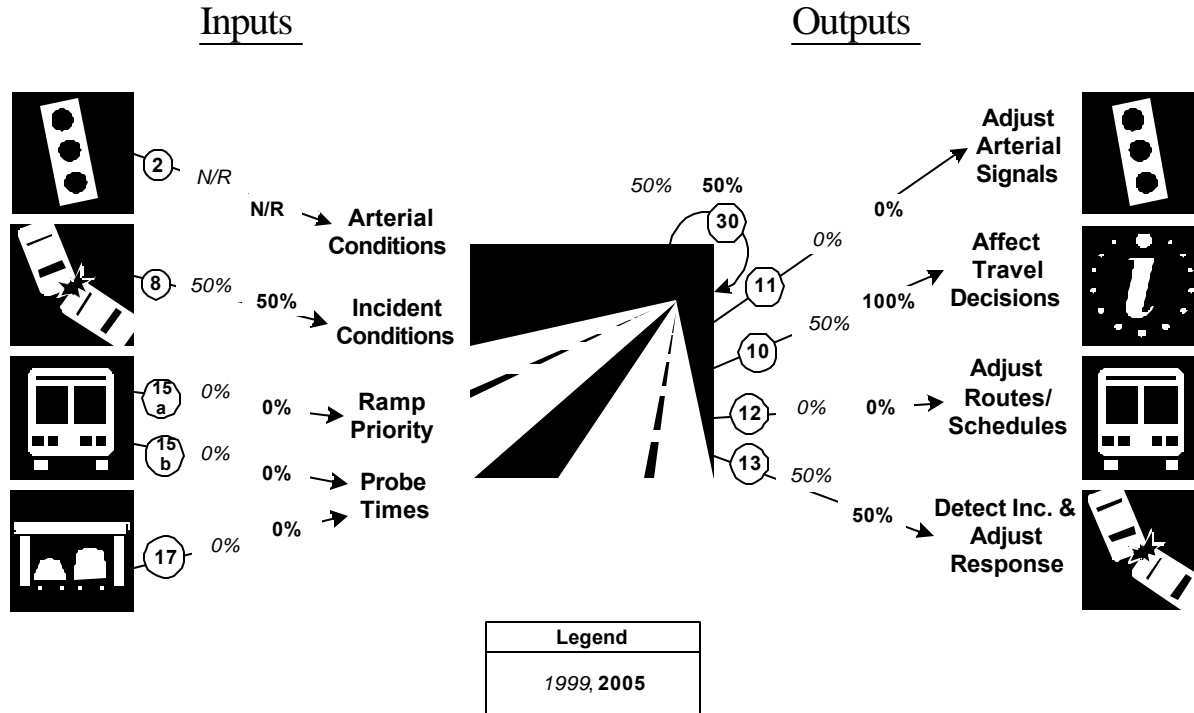 Inputs
Outputs
2
N/R
N/R
Arterial
Conditions
8
50%
50%
Incident
Conditions
15
a
0%
0%
Ramp
Priority
15
b
0%
0%
Probe
Times
17
0%
0%
50% 50%
30
11
0%
0%
Adjust
Arterial
Signals
10
50%
100%
Affect
Travel
Decisions
12
0%
0%
Adjust
Routes/
Schedules
13
50%
50%
Detect Inc. &
Adjust
Response
Legend
1999, 2005